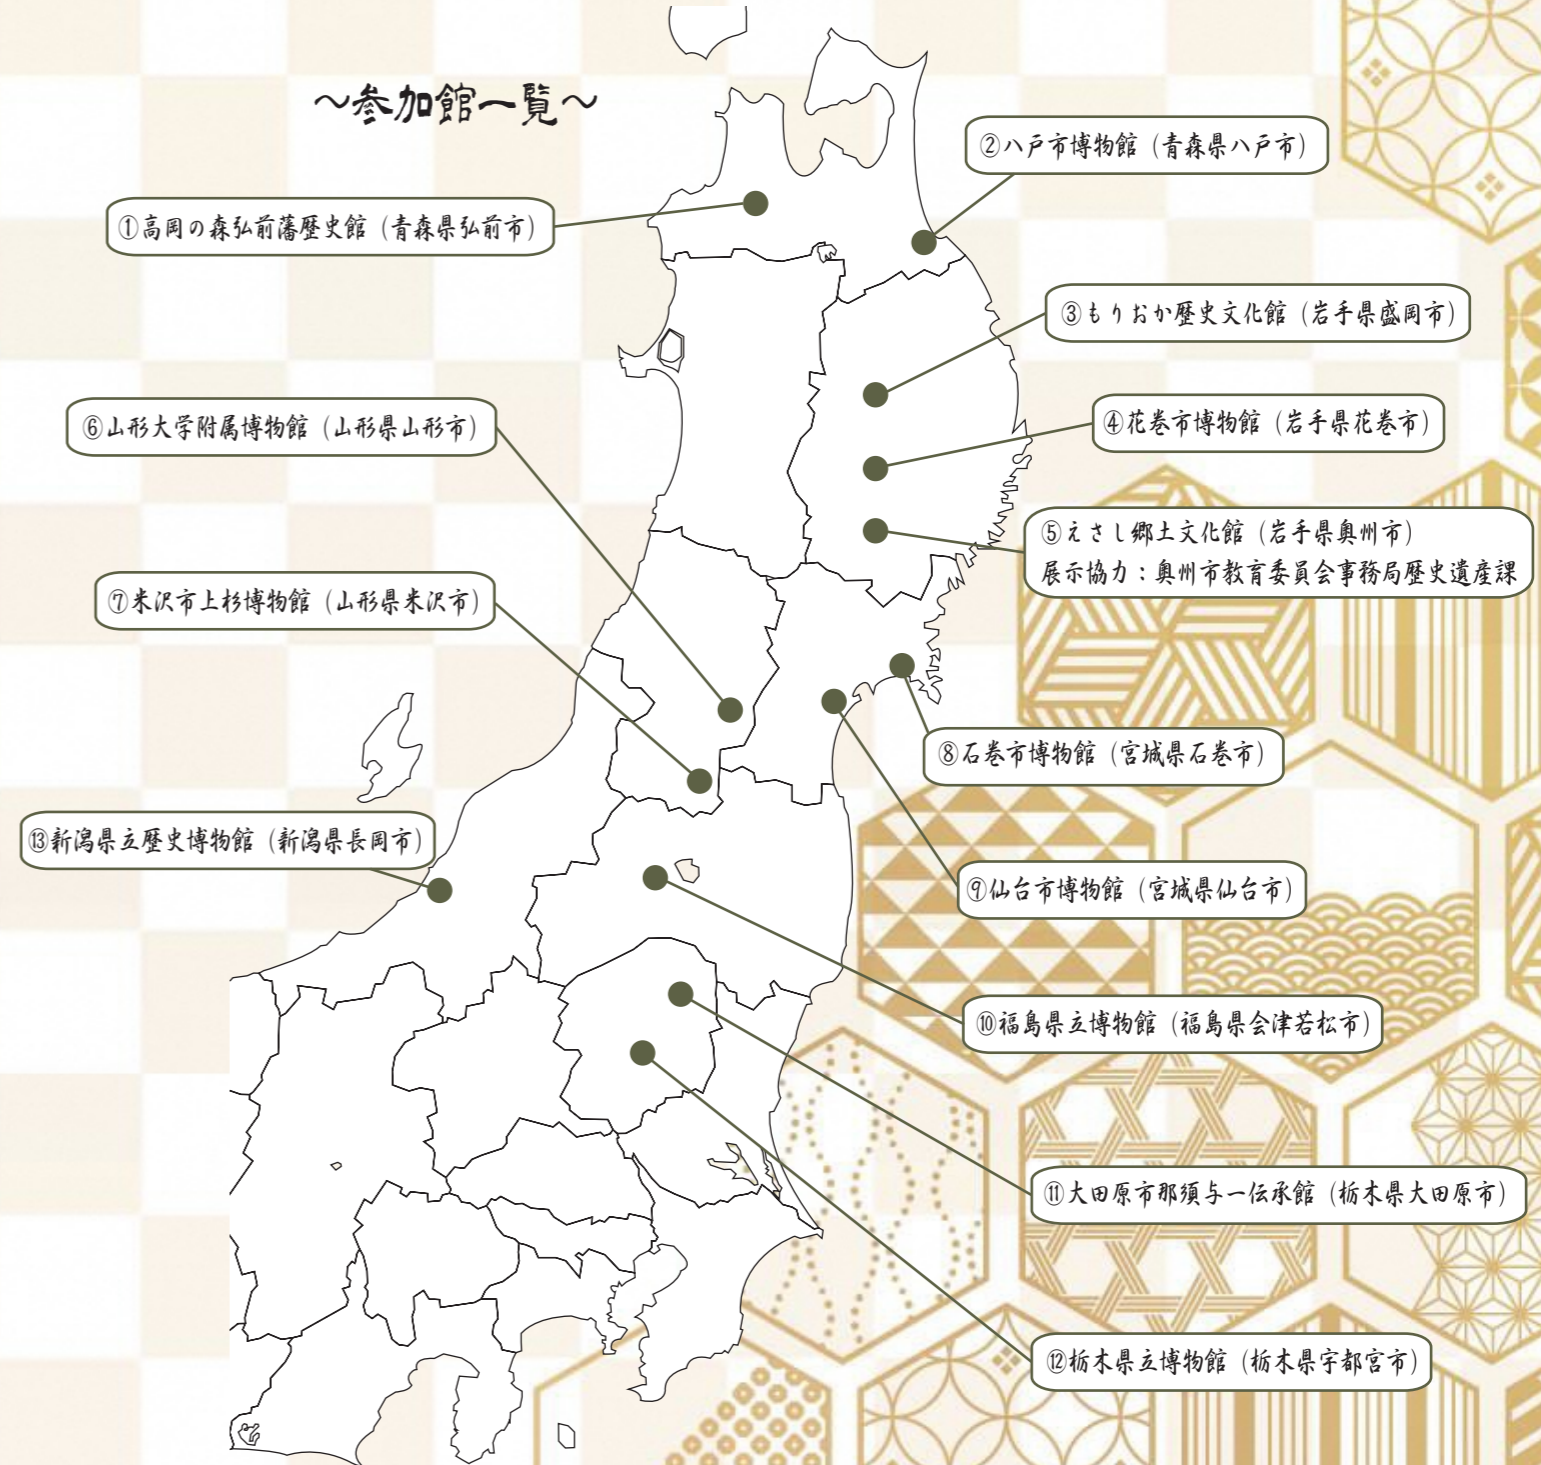 ～参加館一覧～
①高岡の森弘前藩歴史館（青森県弘前市）
②八戸市博物館（青森県八戸市）
③もりおか歴史文化館（岩手県盛岡市）
④花巻市博物館（岩手県花巻市）
⑤えさし郷土文化館（岩手県奥州市）
展示協力：奥州市教育委員会事務局歴史遺産課
⑥山形大学附属博物館（山形県山形市）
⑦米沢市上杉博物館（山形県米沢市）
⑧石巻市博物館（宮城県石巻市）
⑨仙台市博物館（宮城県仙台市）
⑩福島県立博物館（福島県会津若松市）
⑪大田原市那須与一伝承館（栃木県大田原市）
⑫栃木県立博物館（栃木県宇都宮市）
⑬新潟県立歴史博物館（新潟県長岡市）